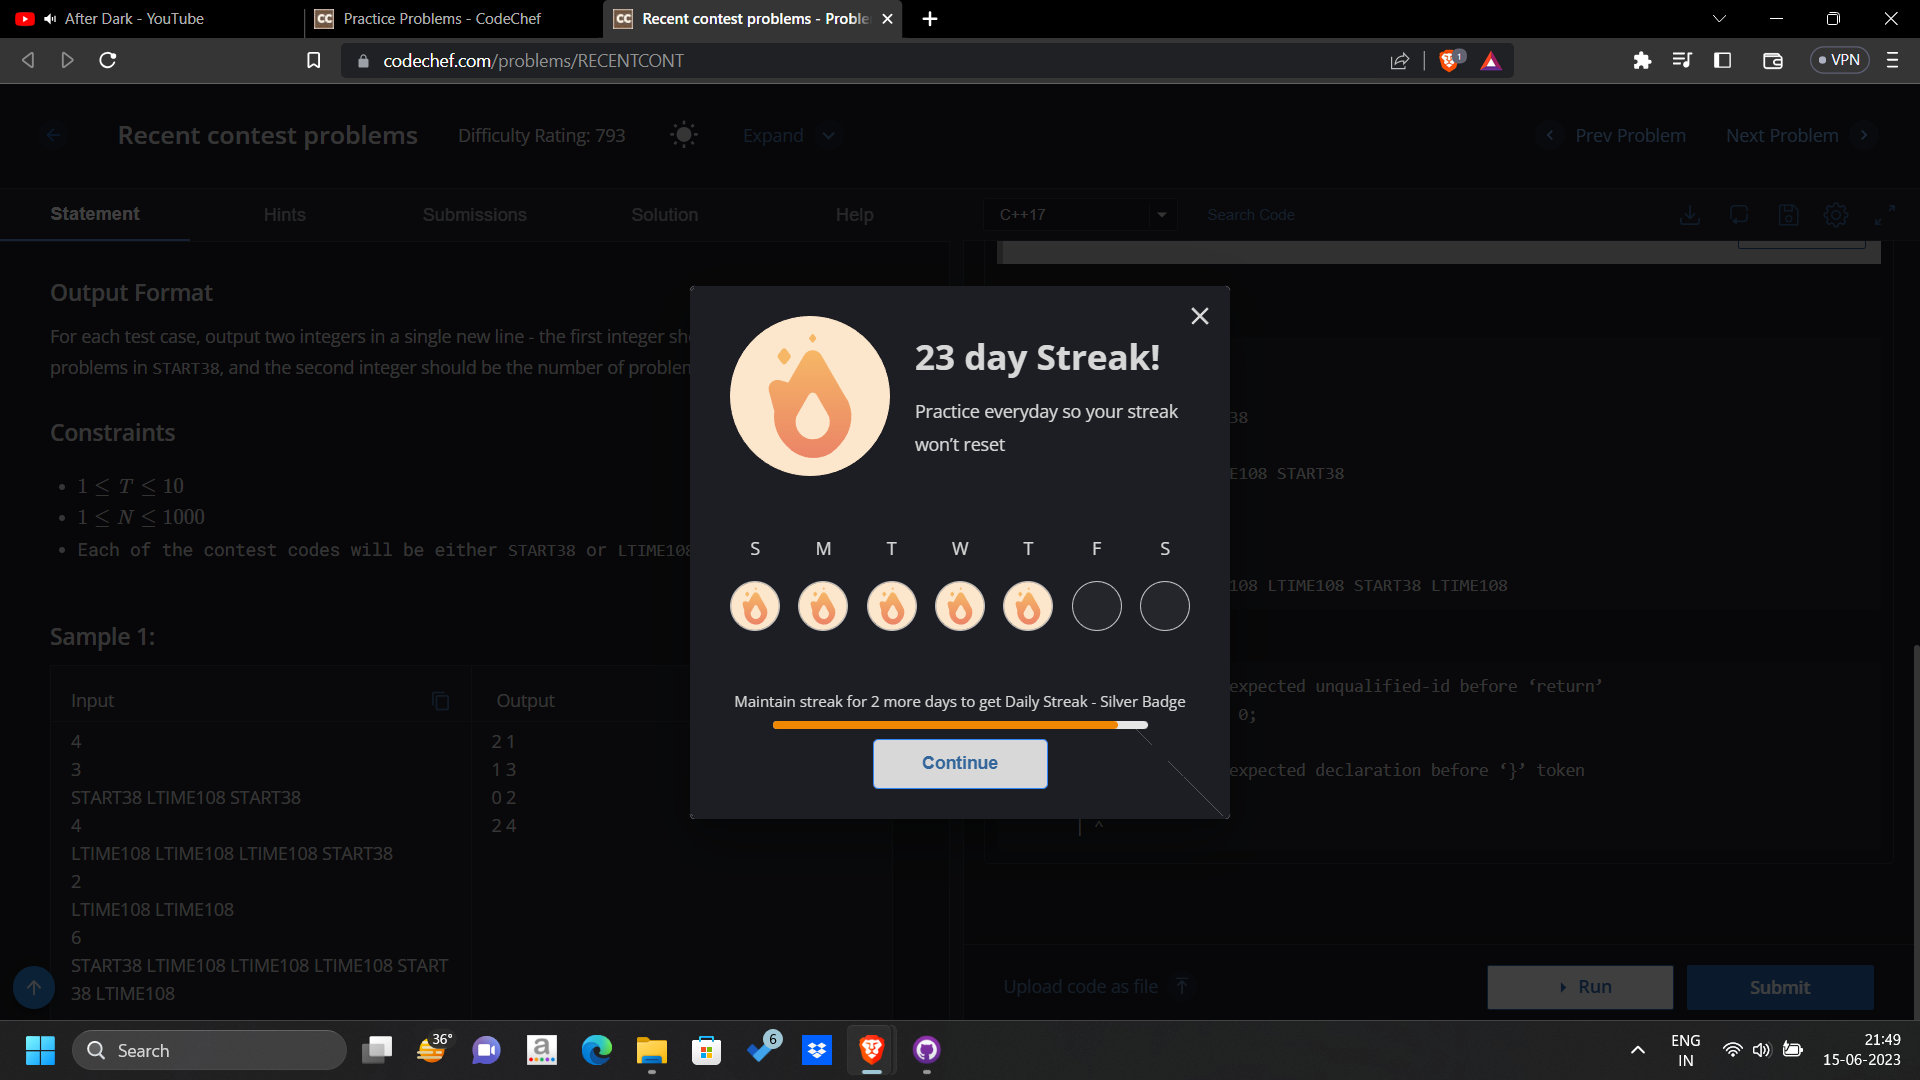 After Dark - YouTube
CC Practice Problems - CodeChef
CC Recent contest problems - Proble
codechef.com/problems/RECENTCONT
1
VPN
Recent contest problems
Difficulty Rating: 793
Expand
Prev Problem
Next Problem
Statement
Hints
Submissions
Solution
Help
C++17
Search Code
Output Format
For each test case, output two integers in a single new line - the first integer sh
problems in START38, and the second integer should be the number of problem
Constraints
1 ≤ T ≤ 10
1 ≤ N ≤ 1000
Each of the contest codes will be either START38 or LTIME108
Sample 1:
Input
Output
4
3
START38 LTIME108 START38
4
LTIME108 LTIME108 LTIME108 START38
2
LTIME108 LTIME108
6
START38 LTIME108 LTIME108 LTIME108 START
38 LTIME108
2 1
1 3
0 2
2 4
23 day Streak!
Practice everyday so your streak
won't reset
S M T W T F S
Maintain streak for 2 more days to get Daily Streak - Silver Badge
Continue
38
E108 START38
108 LTIME108 START38 LTIME108
expected unqualified-id before ‘return’
0;
expected declaration before ‘}’ token
| ^
Upload code as file
Run
Submit
Search
36°
a
6
ENG
IN
21:49
15-06-2023